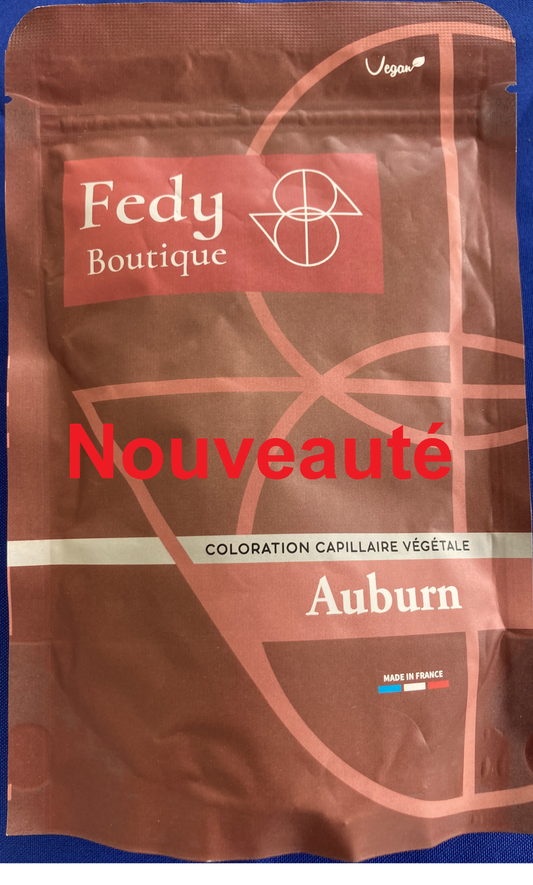 Vegan
Fedy
Boutique
Nouveauté
COLORATION CAPILLAIRE VÉGÉTALE
Auburn
MADE IN FRANCE